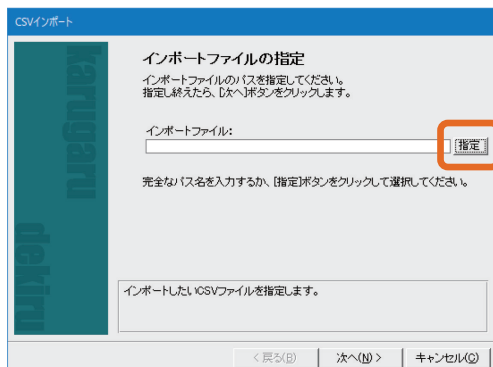 CSVインポート
karugaru
dekiru
インポートファイルの指定
インポートファイルのパスを指定してください。
指定し終えたら、[次へ]ボタンをクリックします。
インポートファイル:
指定
完全なパス名を入力するか、[指定]ボタンをクリックして選択してください。
インポートしたいCSVファイルを指定します。
< 戻る(B)
次へ(N) >
キャンセル(C)